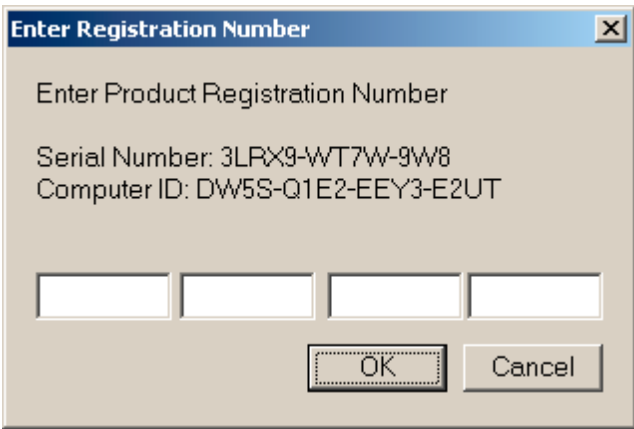 Enter Registration Number
Enter Product Registration Number
Serial Number: 3LRX9-WT7W-9W8
Computer ID: DW5S-Q1E2-EEY3-E2UT
OK Cancel